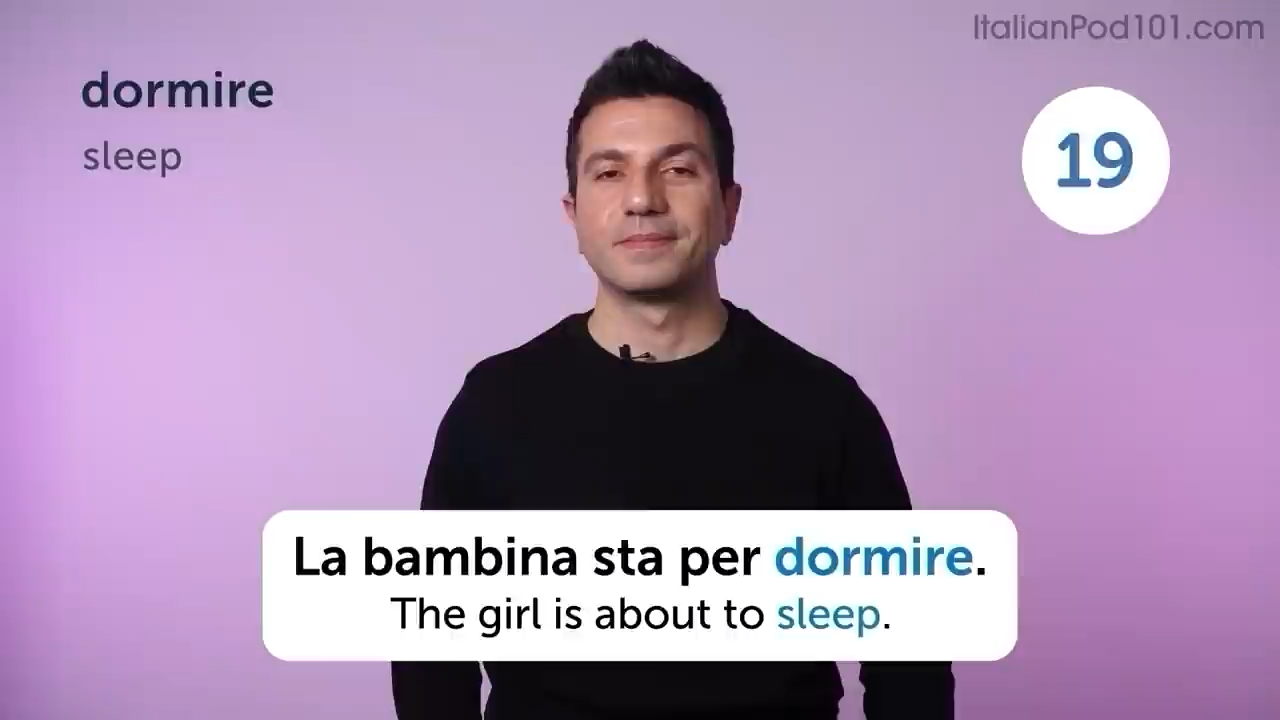 ItalianPod101.com
dormire
sleep
19
La bambina sta per dormire.
The girl is about to sleep.